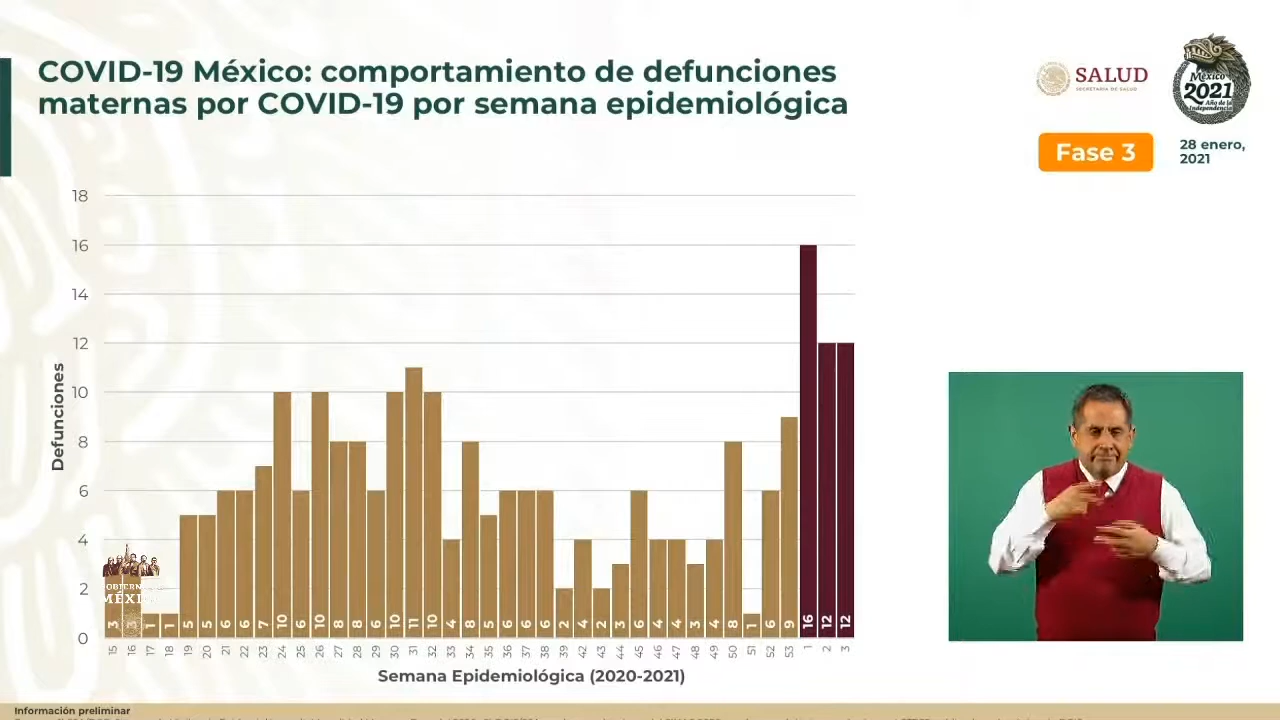 COVID-19 México: comportamiento de defunciones
maternas por COVID-19 por semana epidemiológica
SALUD
SECRETARÍA DE SALUD
México
2021
Año de la
Independencia
Fase 3
28 enero,
2021
Defunciones
18
16
14
12
10
8
6
4
2
0
3 1 1 5 5 6 6 7 10 6 10 8 8 6 10 11 10 4 8 5 6 6 6 2 4 2 3 6 4 4 3 4 8 1 6 9 16 12 12
15 16 17 18 19 20 21 22 23 24 25 26 27 28 29 30 31 32 33 34 35 36 37 38 39 42 43 44 45 46 47 48 49 50 51 52 53 1 2 3
Semana Epidemiológica (2020-2021)
GOBIERNO
MÉXICO
Información preliminar